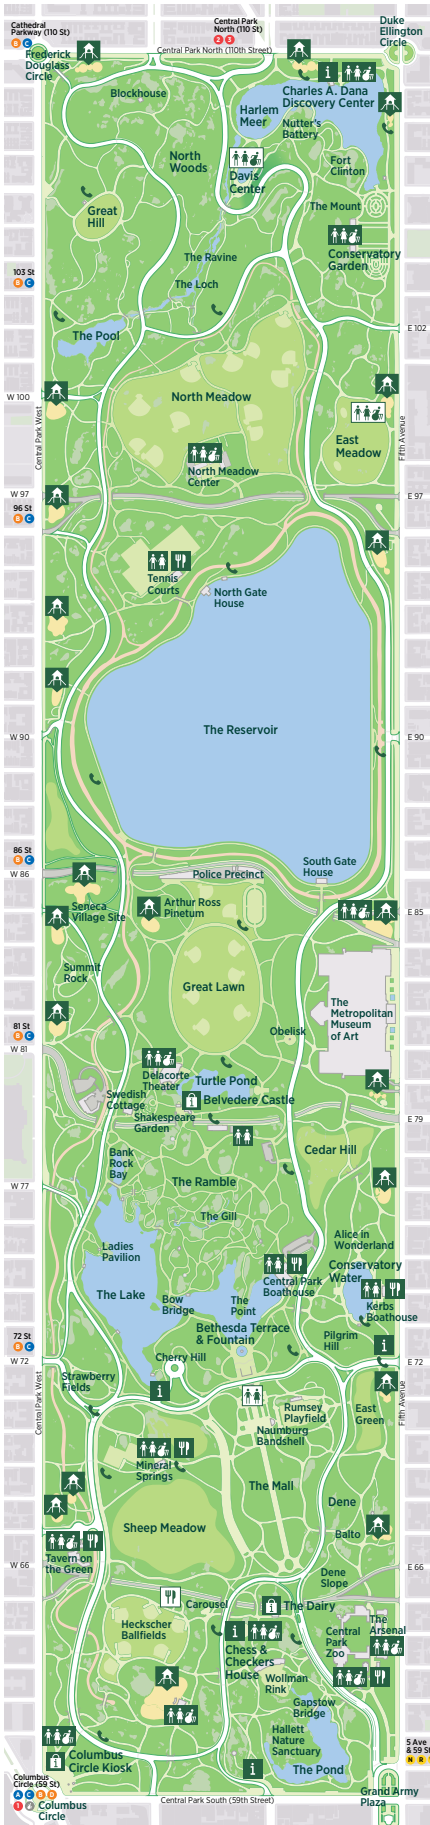 Cathedral
Parkway (110 St)
B C
Central Park
North (110 St)
2 3
Duke
Ellington
Circle
Frederick
Douglass
Circle
Central Park North (110th Street)
Blockhouse
Charles A. Dana
Discovery Center
Harlem
Meer
Nutter's
Battery
North
Woods
Davis
Center
Fort
Clinton
Great
Hill
The Mount
The Ravine
Conservatory
Garden
103 St
B C
The Loch
The Pool
E 102
W 100
North Meadow
Central Park West
Fifth Avenue
East
Meadow
North Meadow
Center
W 97
E 97
96 St
B C
Tennis
Courts
North Gate
House
The Reservoir
W 90
E 90
86 St
B C
W 86
South Gate
House
Police Precinct
Seneca
Village Site
Arthur Ross
Pinetum
E 85
Summit
Rock
Great Lawn
The
Metropolitan
Museum
of Art
81 St
B C
Obelisk
W 81
Delacorte
Theater
Turtle Pond
Belvedere Castle
Swedish
Cottage
Shakespeare
Garden
E 79
Bank
Rock
Bay
Cedar Hill
W 77
The Ramble
The Gill
Ladies
Pavilion
Alice in
Wonderland
Conservatory
Water
Central Park
Boathouse
The Lake
Bow
Bridge
The
Point
Kerbs
Boathouse
Bethesda Terrace
& Fountain
Pilgrim
Hill
72 St
B C
W 72
Cherry Hill
E 72
Strawberry
Fields
Central Park West
Fifth Avenue
Rumsey
Playfield
East
Green
Naumburg
Bandshell
Mineral
Springs
The Mall
Dene
Sheep Meadow
Balto
Tavern on
the Green
W 66
E 66
Dene
Slope
Carousel
The Dairy
Heckscher
Ballfields
The
Arsenal
Central
Park
Zoo
Chess &
Checkers
House
Wollman
Rink
Gapstow
Bridge
Hallett
Nature
Sanctuary
5 Ave
& 59 St
N R
Columbus
Circle Kiosk
The Pond
Columbus
Circle (59 St)
A C B D
1
Columbus
Circle
Central Park South (59th Street)
Grand Army
Plaza